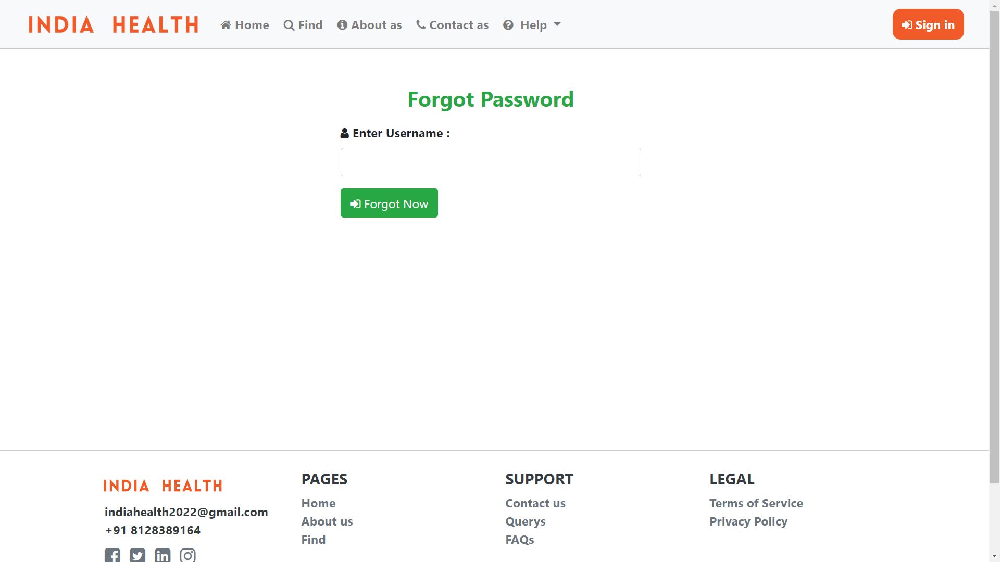 INDIA HEALTH
Home
Find
About as
Contact as
Help
Sign in
Forgot Password
Enter Username :
Forgot Now
INDIA HEALTH
indiahealth2022@gmail.com
+91 8128389164
PAGES
Home
About us
Find
SUPPORT
Contact us
Querys
FAQs
LEGAL
Terms of Service
Privacy Policy